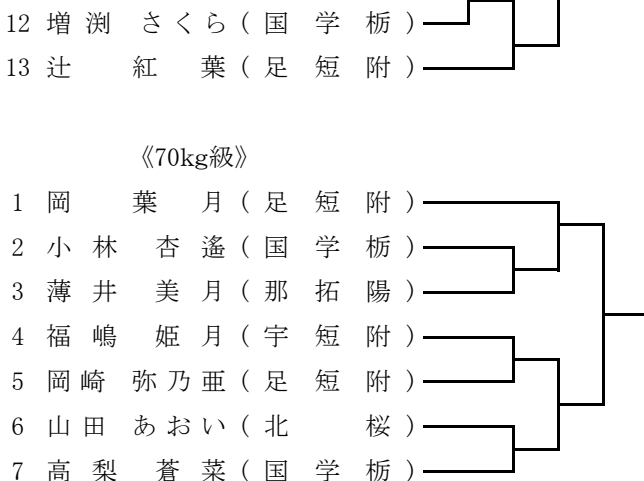 12 増渕 さくら(国学栃)
13 辻 紅葉(足短附)
《70kg級》
1 岡 葉月(足短附)
2 小林 杏遙(国学栃)
3 薄井 美月(那拓陽)
4 福嶋 姫月(宇短附)
5 岡崎 弥乃亜(足短附)
6 山田 あおい(北桜)
7 高梨 蒼菜(国学栃)